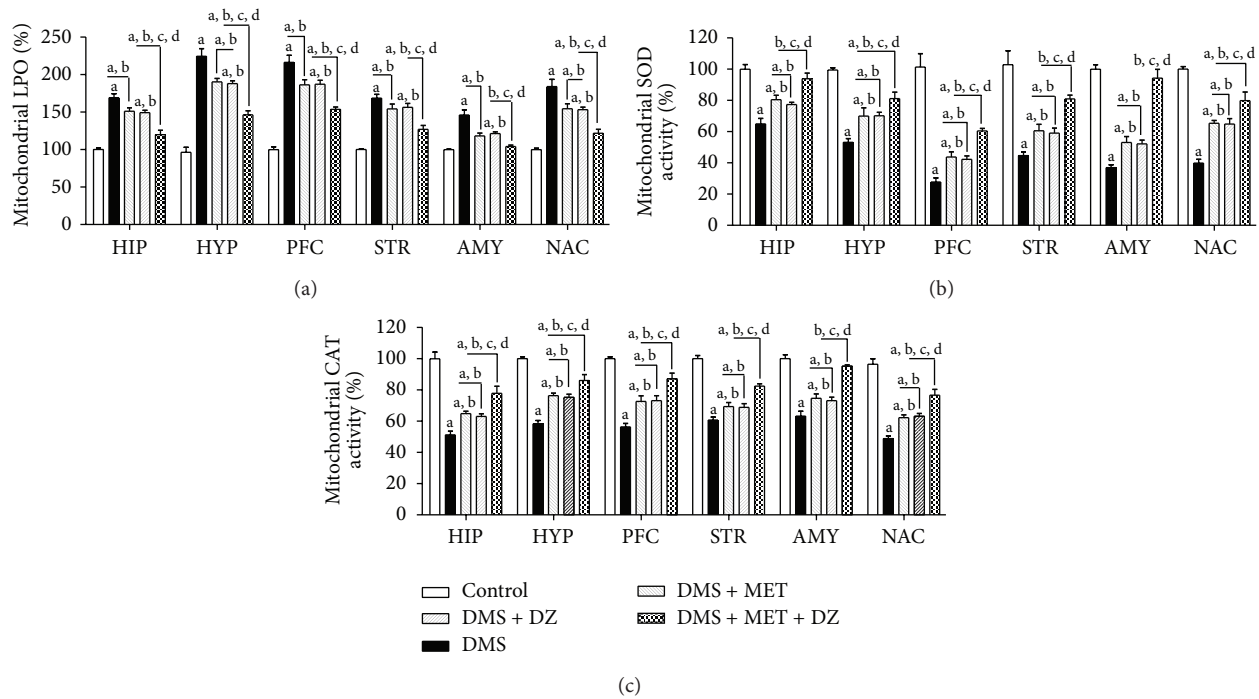 a, b, c, d
a, b, c, d
a, b
a, b, c, d
a
a
a, b
a, b, c, d
a, b
a, b
a, b
a, b
a, b
a
a, b, c, d
a
a, b
b, c, d
a, b
a
a, b
a
a, b
a, b
a, b
Mitochondrial LPO (%)
250
200
150
100
50
0
HIP HYP PFC STR AMY NAC
(a)
b, c, d
a, b, c, d
a, b, c, d
b, c, d
b, c, d
a, b, c, d
a, b
a, b
a, b
a, b
a, b
a, b
a, b
a, b
a, b
a, b
a, b
a, b
a
a
a
a
a
a
Mitochondrial SOD
activity (%)
120
100
80
60
40
20
0
HIP HYP PFC STR AMY NAC
(b)
a, b, c, d
a, b, c, d
a, b, c, d
a, b, c, d
b, c, d
a, b, c, d
a, b
a, b
a, b
a, b
a, b
a, b
a, b
a, b
a, b
a, b
a, b
a, b
a
a
a
a
a
a
Mitochondrial CAT
activity (%)
120
100
80
60
40
20
0
HIP HYP PFC STR AMY NAC
Control
DMS + DZ
DMS
DMS + MET
DMS + MET + DZ
(c)